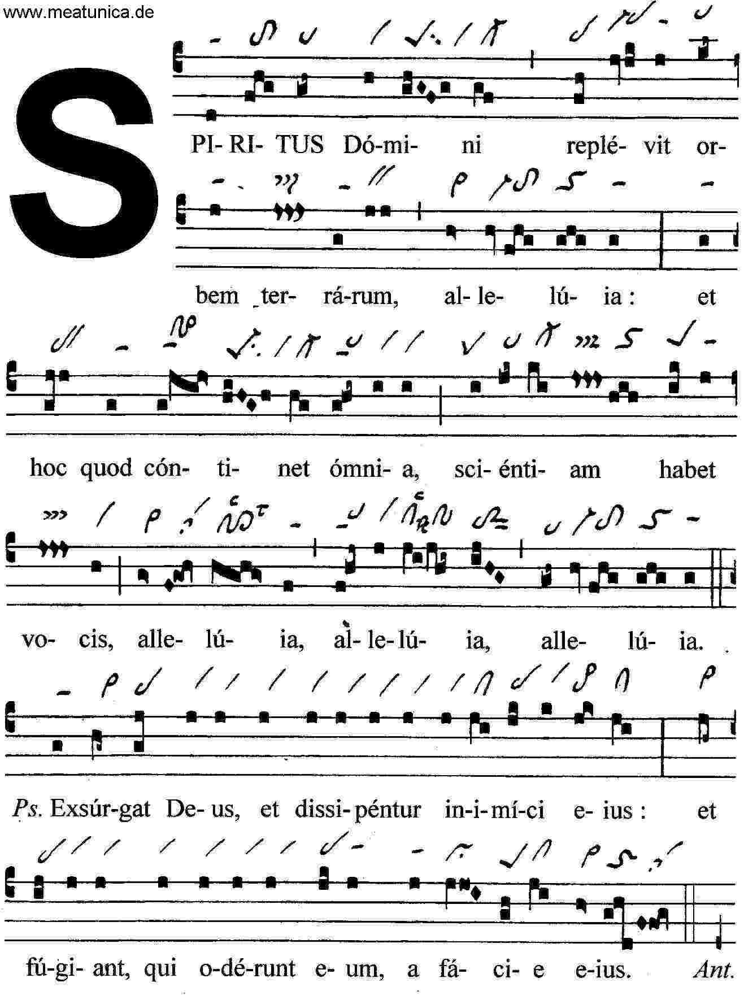 www.meatunica.de
SPI- RI- TUS Dó-mi- ni replé- vit or-
bem ter- rá-rum, al- le- lú- ia : et
hoc quod cón- ti- net ómni- a, sci- énti- am habet
vo- cis, alle- lú- ia, al- le- lú- ia, alle- lú- ia.
Ps. Exsúr-gat De- us, et dissi- péntur in-i-mí-ci e- ius : et
fú-gi- ant, qui o-dé-runt e- um, a fá- ci- e e-ius. Ant.